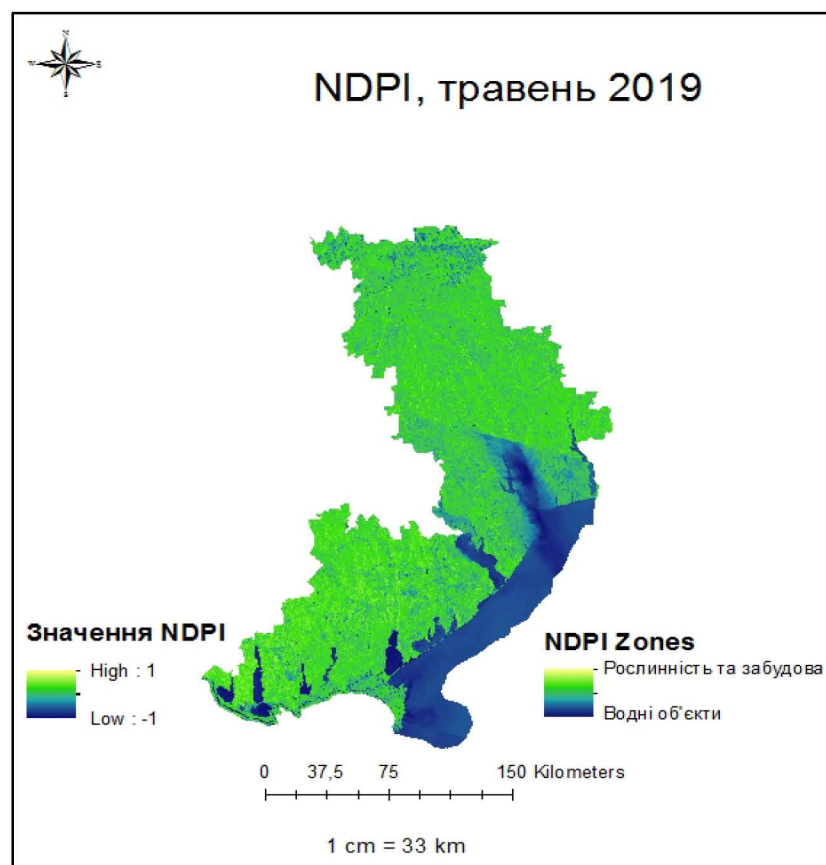 N
W
E
S
NDPI, травень 2019
Значення NDPI
High : 1
Low : -1
NDPI Zones
Рослинність та забудова
Водні об'єкти
0 37,5 75 150 Kilometers
1 cm = 33 km